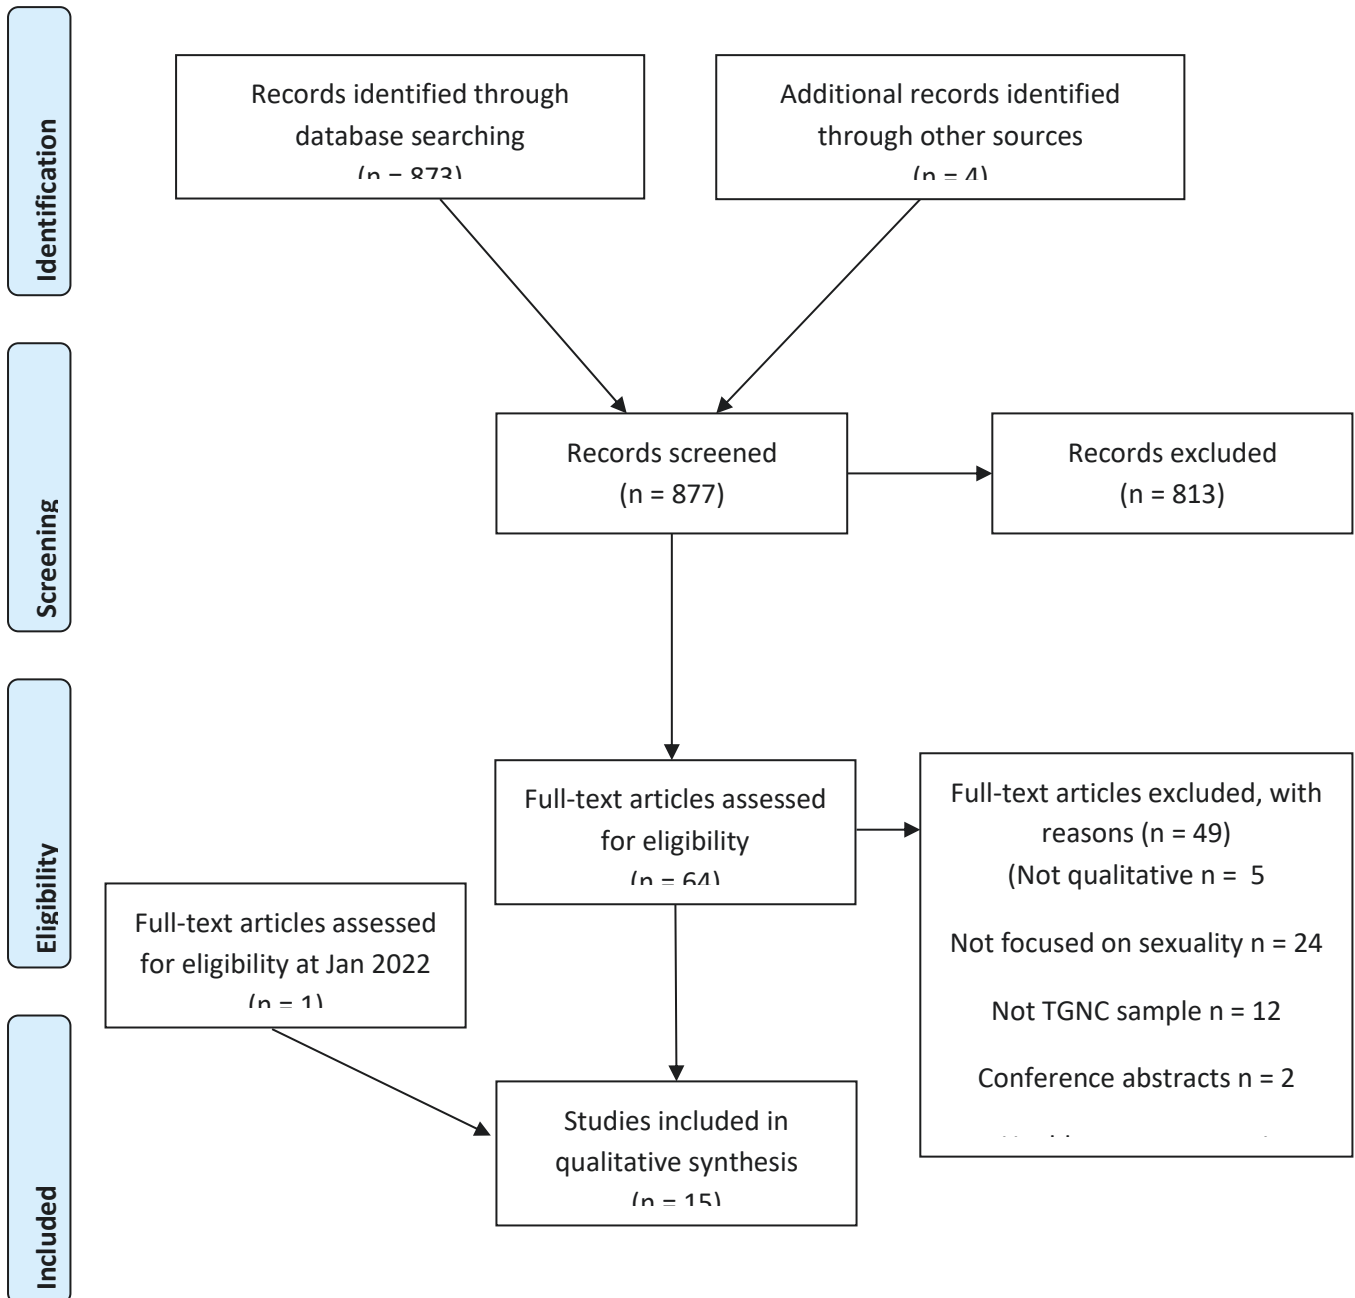 Identification
Records identified through
database searching
(n = 873)
Additional records identified
through other sources
(n = 4)
Screening
Records screened
(n = 877)
Records excluded
(n = 813)
Eligibility
Full-text articles assessed
for eligibility
(n = 64)
Full-text articles excluded, with
reasons (n = 49)
(Not qualitative n = 5
Not focused on sexuality n = 24
Not TGNC sample n = 12
Conference abstracts n = 2
Full-text articles assessed
for eligibility at Jan 2022
(n = 1)
Included
Studies included in
qualitative synthesis
(n = 15)